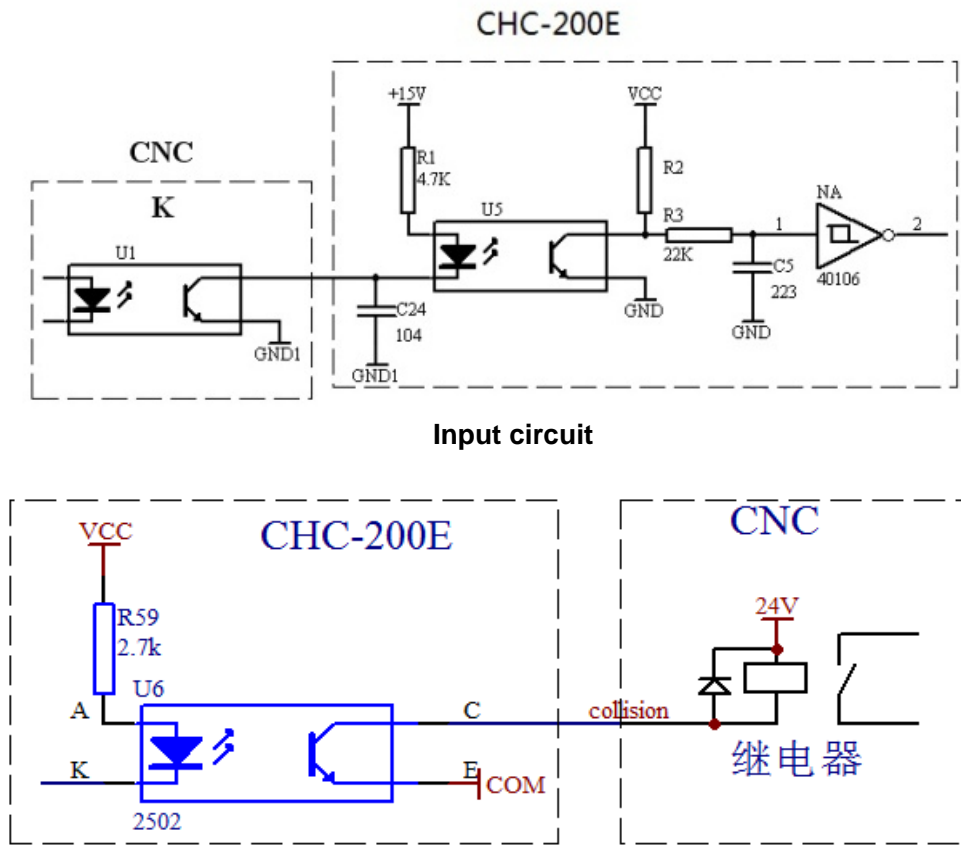 CHC-200E
+15V
VCC
CNC
R1
4.7K
R2
K
U5
NA
U1
R3
1
2
22K
C5
223
40106
C24
104
GND
GND
GND1
GND1
Input circuit
VCC
CHC-200E
CNC
R59
2.7k
24V
U6
A
C
collision
K
E
COM
继电器
2502